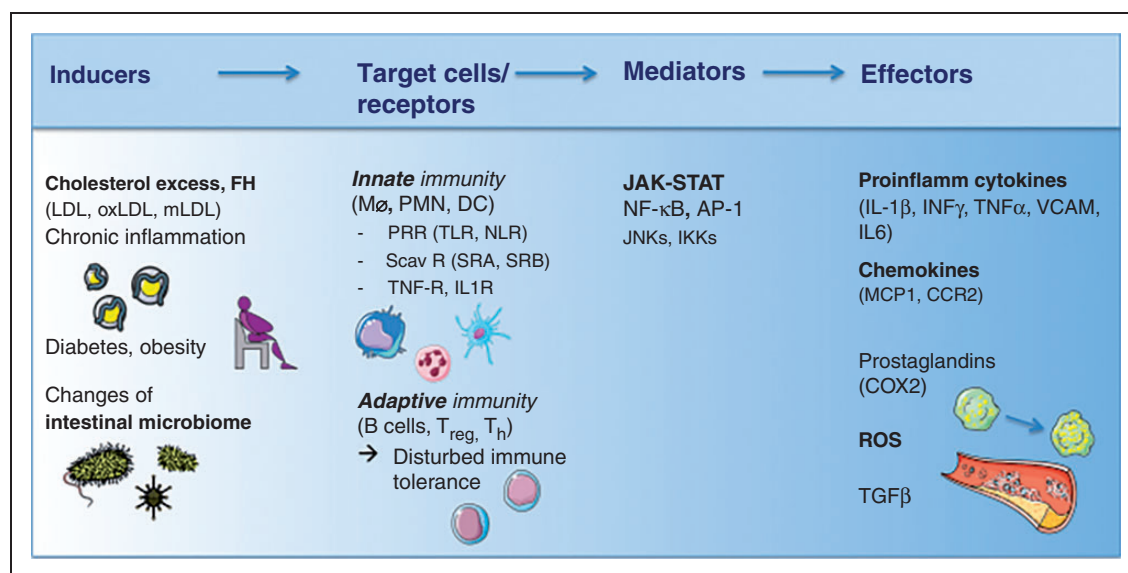 Inducers
Target cells/
receptors
Mediators
Effectors
Cholesterol excess, FH
(LDL, oxLDL, mLDL)
Chronic inflammation
Diabetes, obesity
Changes of
intestinal microbiome
Innate immunity
(Mø, PMN, DC)
- PRR (TLR, NLR)
- Scav R (SRA, SRB)
- TNF-R, IL1R
Adaptive immunity
(B cells, Treg, Th)
→ Disturbed immune
tolerance
JAK-STAT
NF-κB, AP-1
JNKs, IKKs
Proinflamm cytokines
(IL-1β, INFγ, TNFα, VCAM,
IL6)
Chemokines
(MCP1, CCR2)
Prostaglandins
(COX2)
ROS
TGFβ